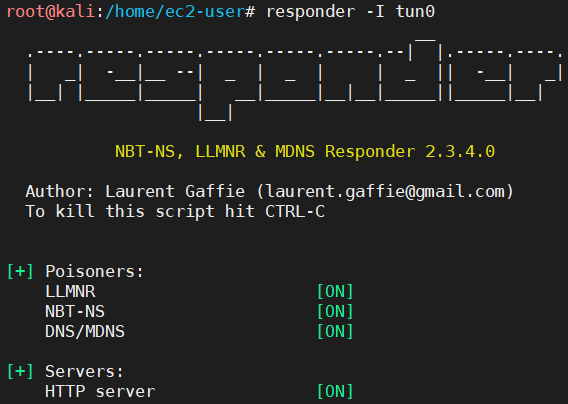 root@kali:/home/ec2-user# responder -I tun0
responder
NBT-NS, LLMNR & MDNS Responder 2.3.4.0
Author: Laurent Gaffie (laurent.gaffie@gmail.com)
To kill this script hit CTRL-C
[+] Poisoners:
LLMNR [ON]
NBT-NS [ON]
DNS/MDNS [ON]
[+] Servers:
HTTP server [ON]